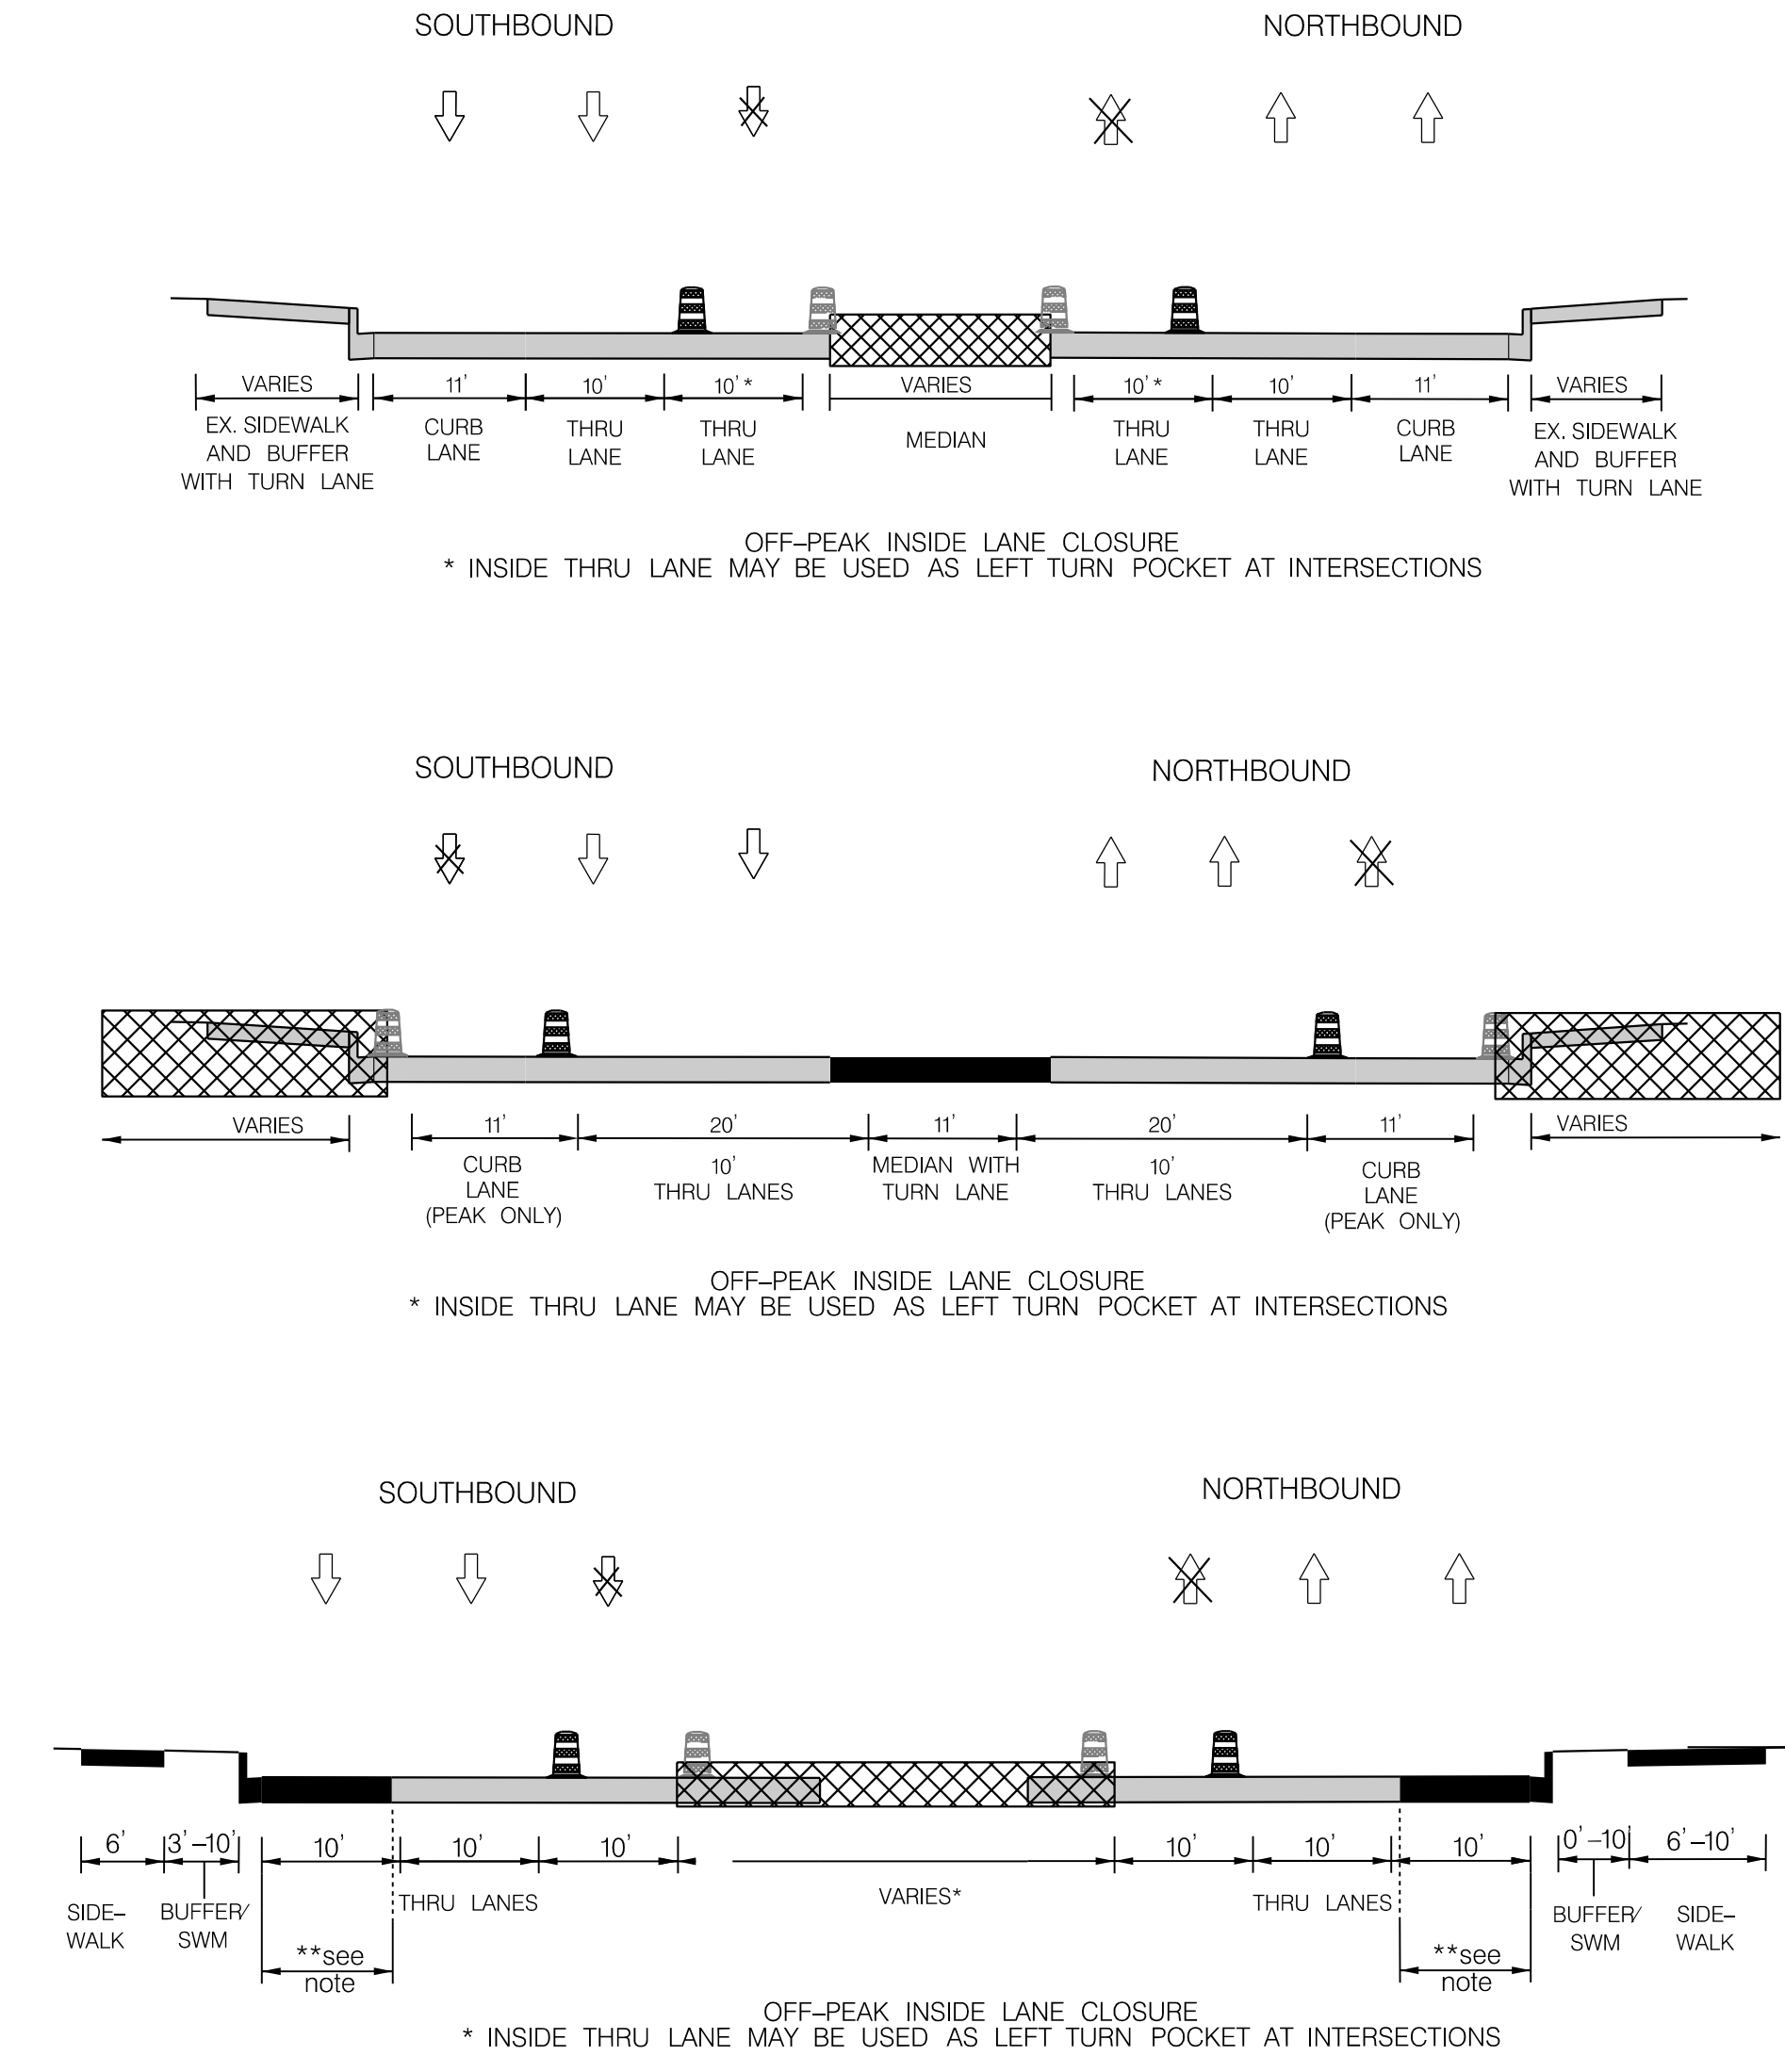 SOUTHBOUND NORTHBOUND
VARIES 11' 10' 10'* VARIES 10'* 10' 11' VARIES
EX. SIDEWALK CURB THRU THRU MEDIAN THRU THRU CURB EX. SIDEWALK
AND BUFFER LANE LANE LANE LANE LANE LANE AND BUFFER
WITH TURN LANE WITH TURN LANE
OFF-PEAK INSIDE LANE CLOSURE
* INSIDE THRU LANE MAY BE USED AS LEFT TURN POCKET AT INTERSECTIONS
SOUTHBOUND NORTHBOUND
VARIES 11' 20' 11' 20' 11' VARIES
CURB 10' MEDIAN WITH 10' CURB
LANE THRU LANES TURN LANE THRU LANES LANE
(PEAK ONLY) (PEAK ONLY)
OFF-PEAK INSIDE LANE CLOSURE
* INSIDE THRU LANE MAY BE USED AS LEFT TURN POCKET AT INTERSECTIONS
SOUTHBOUND NORTHBOUND
6' 3'-10' 10' 10' 10' 10' 10' 10' 0'-10' 6'-10'
THRU LANES VARIES* THRU LANES
SIDE- BUFFER/ BUFFER/ SIDE-
WALK SWM SWM WALK
**see **see
note note
OFF-PEAK INSIDE LANE CLOSURE
* INSIDE THRU LANE MAY BE USED AS LEFT TURN POCKET AT INTERSECTIONS